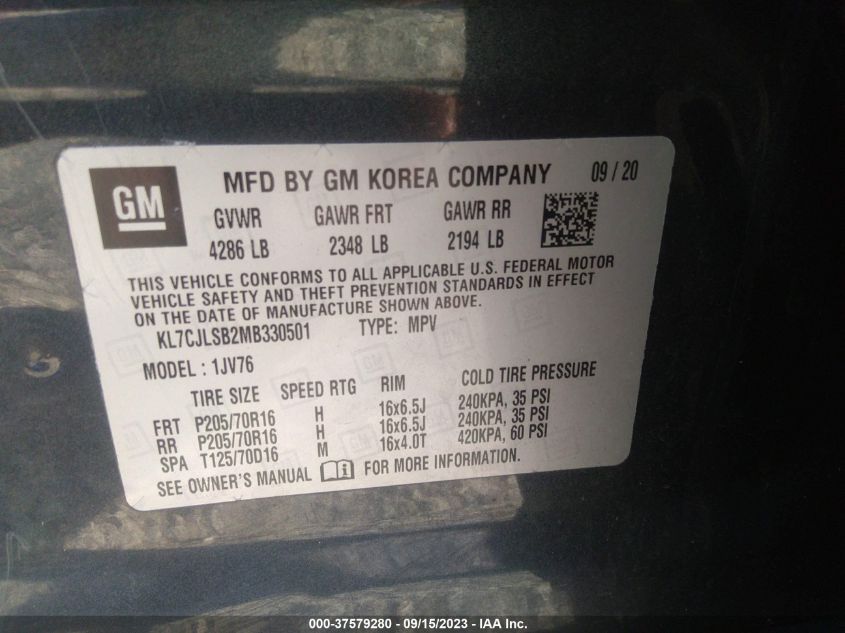 GM
MFD BY GM KOREA COMPANY 09 / 20
GVWR GAWR FRT GAWR RR
4286 LB 2348 LB 2194 LB
THIS VEHICLE CONFORMS TO ALL APPLICABLE U.S. FEDERAL MOTOR
VEHICLE SAFETY AND THEFT PREVENTION STANDARDS IN EFFECT
ON THE DATE OF MANUFACTURE SHOWN ABOVE.
KL7CJLSB2MB330501 TYPE: MPV
MODEL : 1JV76
TIRE SIZE SPEED RTG RIM COLD TIRE PRESSURE
FRT P205/70R16 H 16x6.5J 240KPA, 35 PSI
RR P205/70R16 H 16x6.5J 240KPA, 35 PSI
SPA T125/70D16 M 16x4.0T 420KPA, 60 PSI
SEE OWNER'S MANUAL FOR MORE INFORMATION.
000-37579280 - 09/15/2023 - IAA Inc.